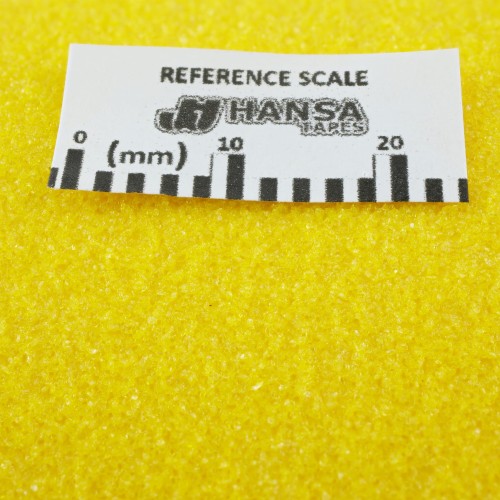 REFERENCE SCALE
HANSA
TAPES
0 (mm) 10 20